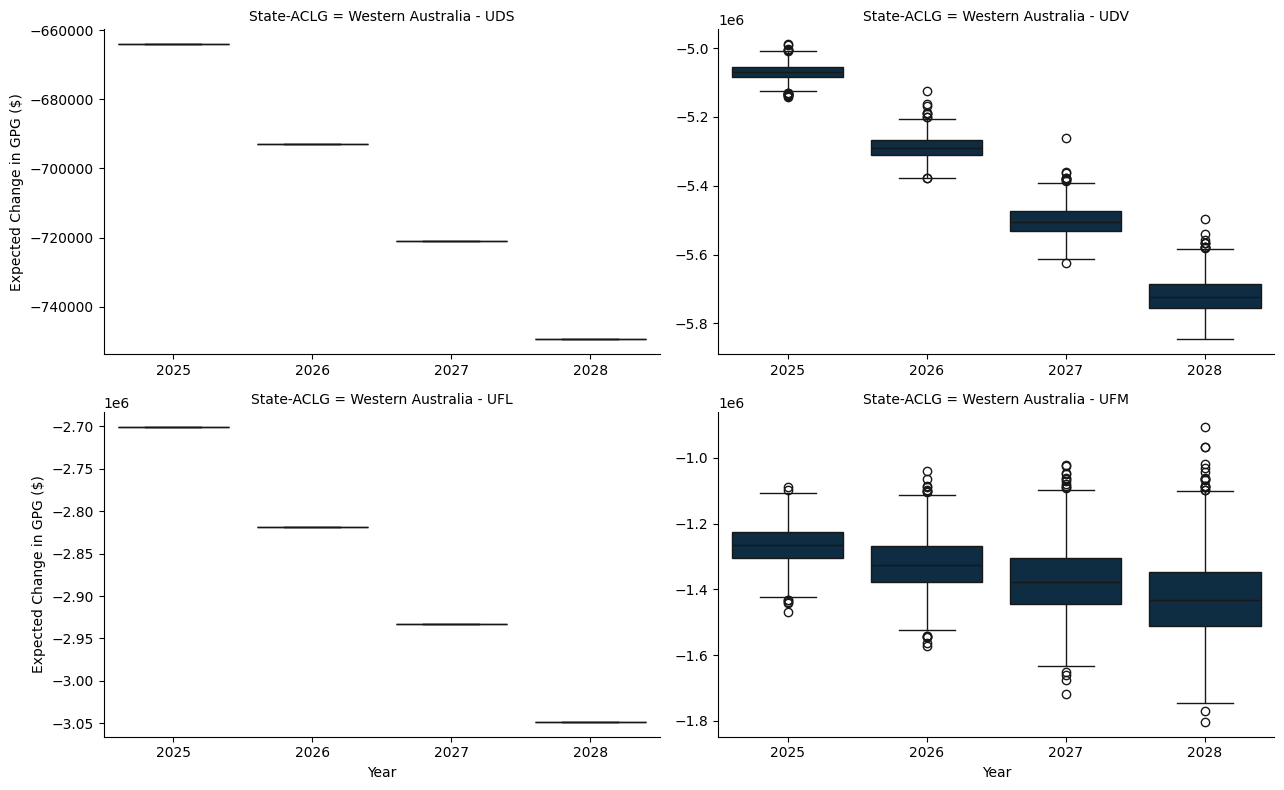 State-ACLG = Western Australia - UDS
Expected Change in GPG ($)
−660000
−680000
−700000
−720000
−740000
2025 2026 2027 2028
State-ACLG = Western Australia - UDV
1e6
−5.0
−5.2
−5.4
−5.6
−5.8
2025 2026 2027 2028
State-ACLG = Western Australia - UFL
1e6
Expected Change in GPG ($)
−2.70
−2.75
−2.80
−2.85
−2.90
−2.95
−3.00
−3.05
2025 2026 2027 2028
Year
State-ACLG = Western Australia - UFM
1e6
−1.0
−1.2
−1.4
−1.6
−1.8
2025 2026 2027 2028
Year